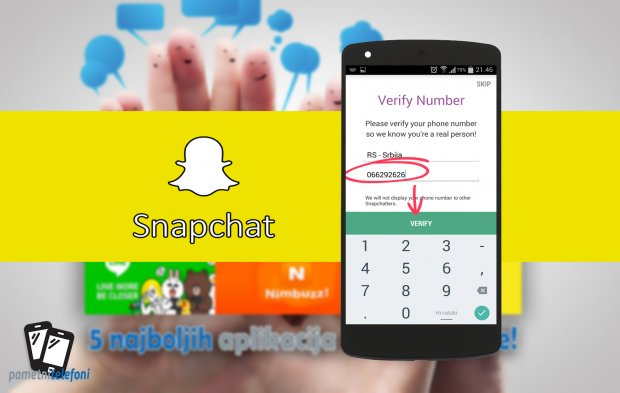 21.46
73%
SKIP
Verify Number
Please verify your phone number
so we know you're a real person!
RS - Srbija
066292626
We will not display your phone number to other
Snapchatters.
VERIFY
1 2 3 -
4 5 6 ,
7 8 9
. 0 Hrvatski
Snapchat
LINE MORE
BE CLOSER
N
Nimbuzz!
5 najboljih aplikacija
e!
pametnitelefoni